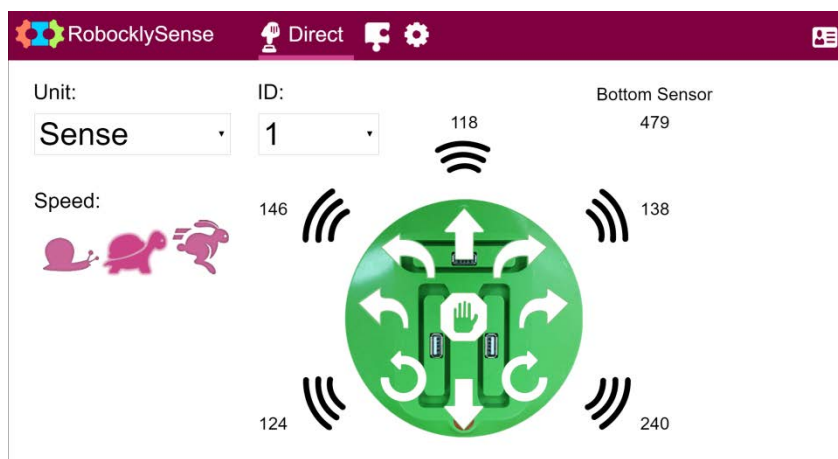 RobocklySense Direct
Unit: ID: Bottom Sensor
Sense 1 118 479
Speed: 146 138
124 240